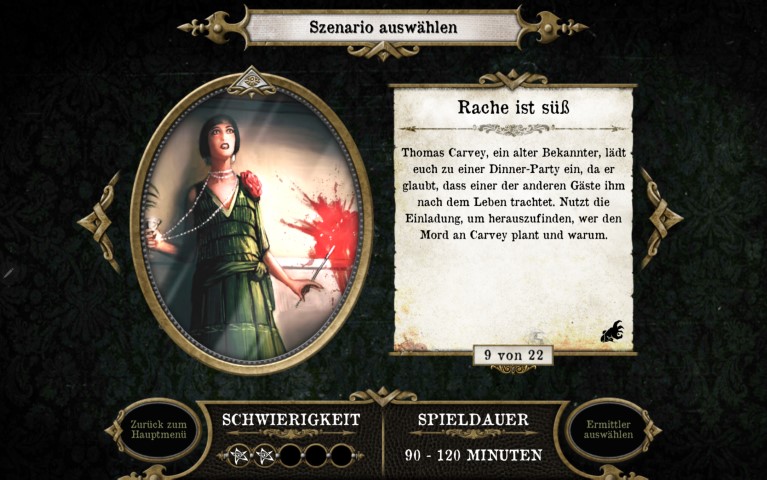 Szenario auswählen
Rache ist süß
Thomas Carvey, ein alter Bekannter, lädt
euch zu einer Dinner-Party ein, da er
glaubt, dass einer der anderen Gäste ihm
nach dem Leben trachtet. Nutzt die
Einladung, um herauszufinden, wer den
Mord an Carvey plant und warum.
9 von 22
Zurück zum
Hauptmenü
SCHWIERIGKEIT
SPIELDAUER
90 - 120 MINUTEN
Ermittler
auswählen